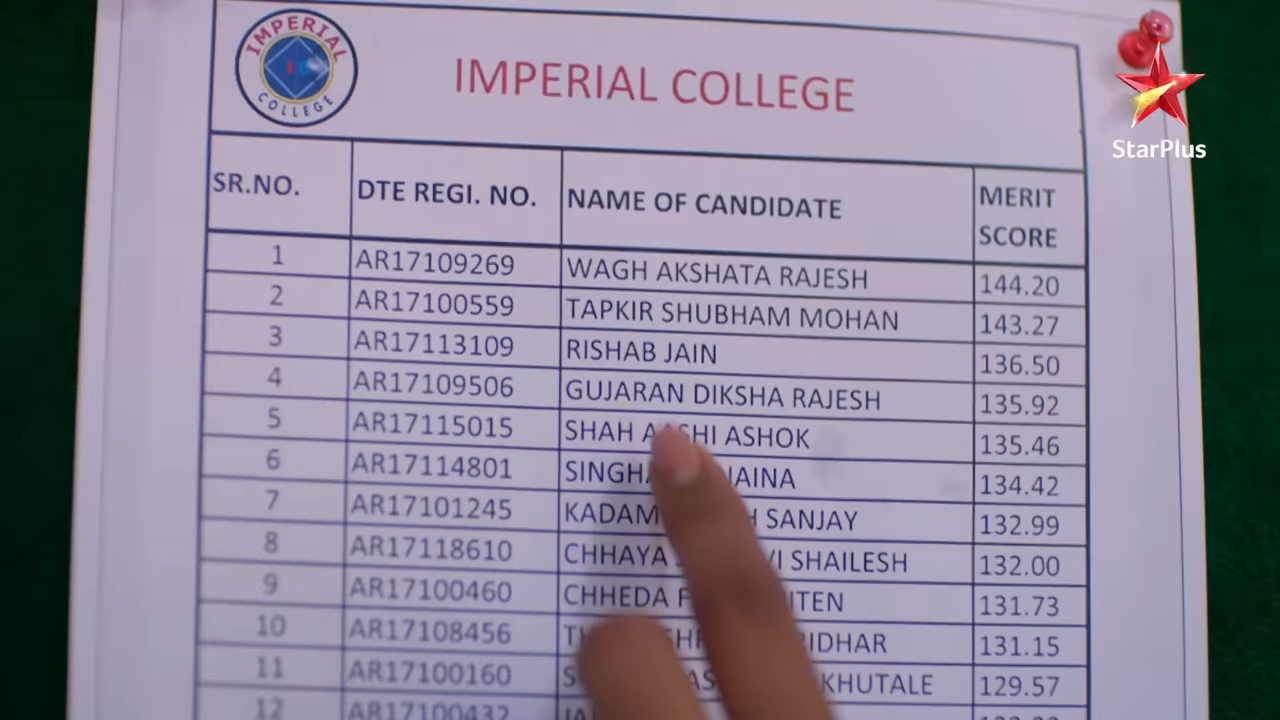 IMPERIAL COLLEGE
IMPERIAL COLLEGE
StarPlus
SR.NO. DTE REGI. NO. NAME OF CANDIDATE MERIT SCORE
1 AR17109269 WAGH AKSHATA RAJESH 144.20
2 AR17100559 TAPKIR SHUBHAM MOHAN 143.27
3 AR17113109 RISHAB JAIN 136.50
4 AR17109506 GUJARAN DIKSHA RAJESH 135.92
5 AR17115015 SHAH AASHI ASHOK 135.46
6 AR17114801 134.42
7 AR17101245 SANJAY 132.99
8 AR17118610 CHHAYA SHAILESH 132.00
9 AR17100460 CHHEDA 131.73
10 AR17108456 131.15
11 AR17100160 KHUTALE 129.57
12 AR17100432